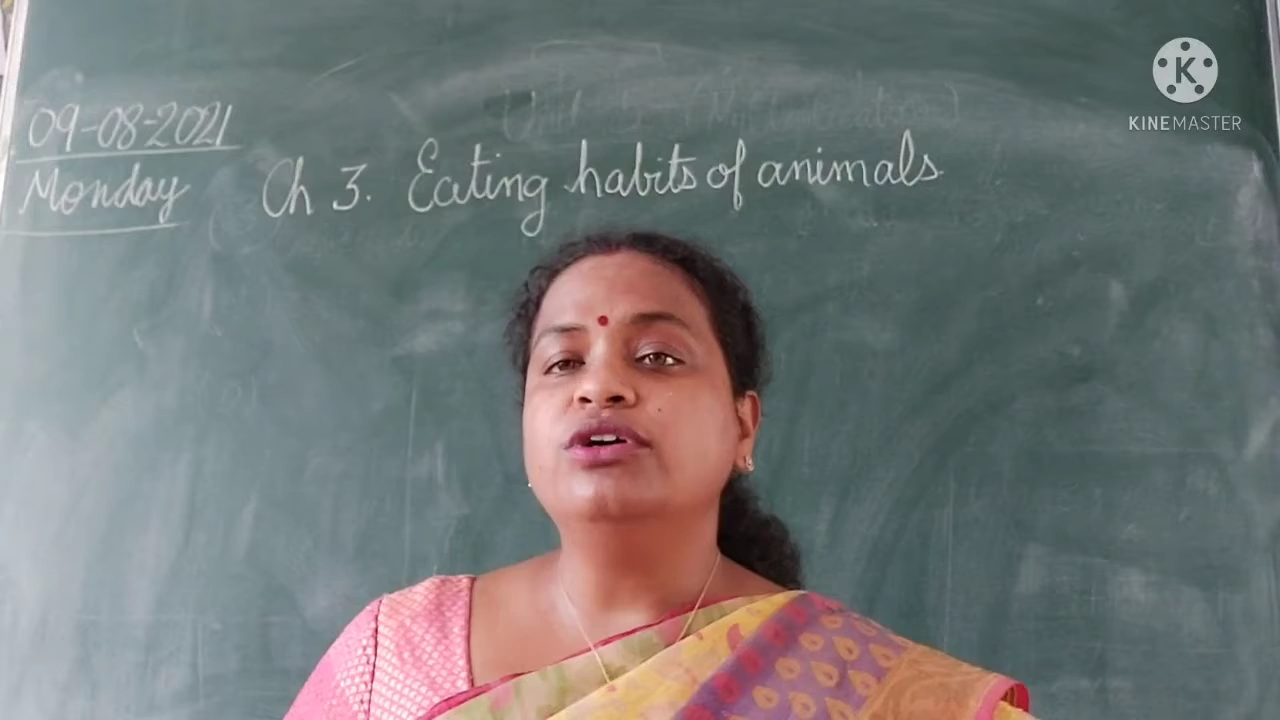 09-08-2021
Monday
Ch 3. Eating habits of animals.
K
KINEMASTER